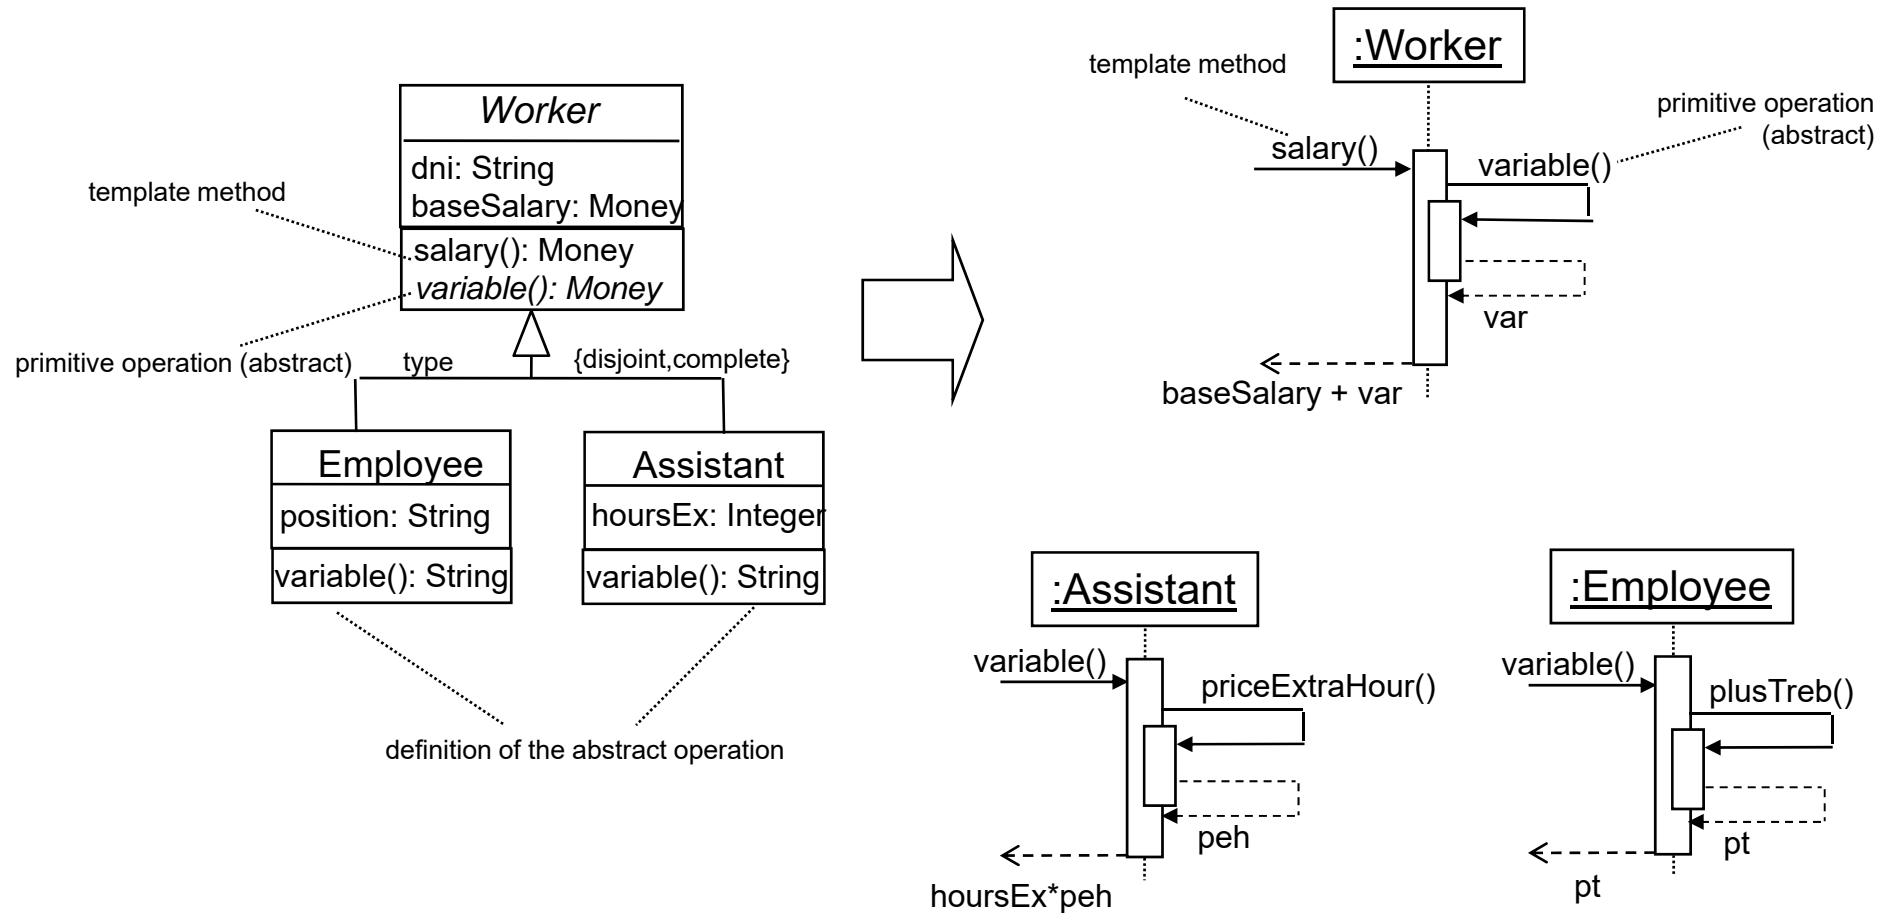 Worker
dni: String
baseSalary: Money
salary(): Money
variable(): Money
template method
primitive operation (abstract)
type
{disjoint,complete}
Employee
position: String
variable(): String
Assistant
hoursEx: Integer
variable(): String
definition of the abstract operation
:Worker
template method
primitive operation
(abstract)
salary()
variable()
var
baseSalary + var
:Assistant
variable()
priceExtraHour()
peh
hoursEx*peh
:Employee
variable()
plusTreb()
pt
pt